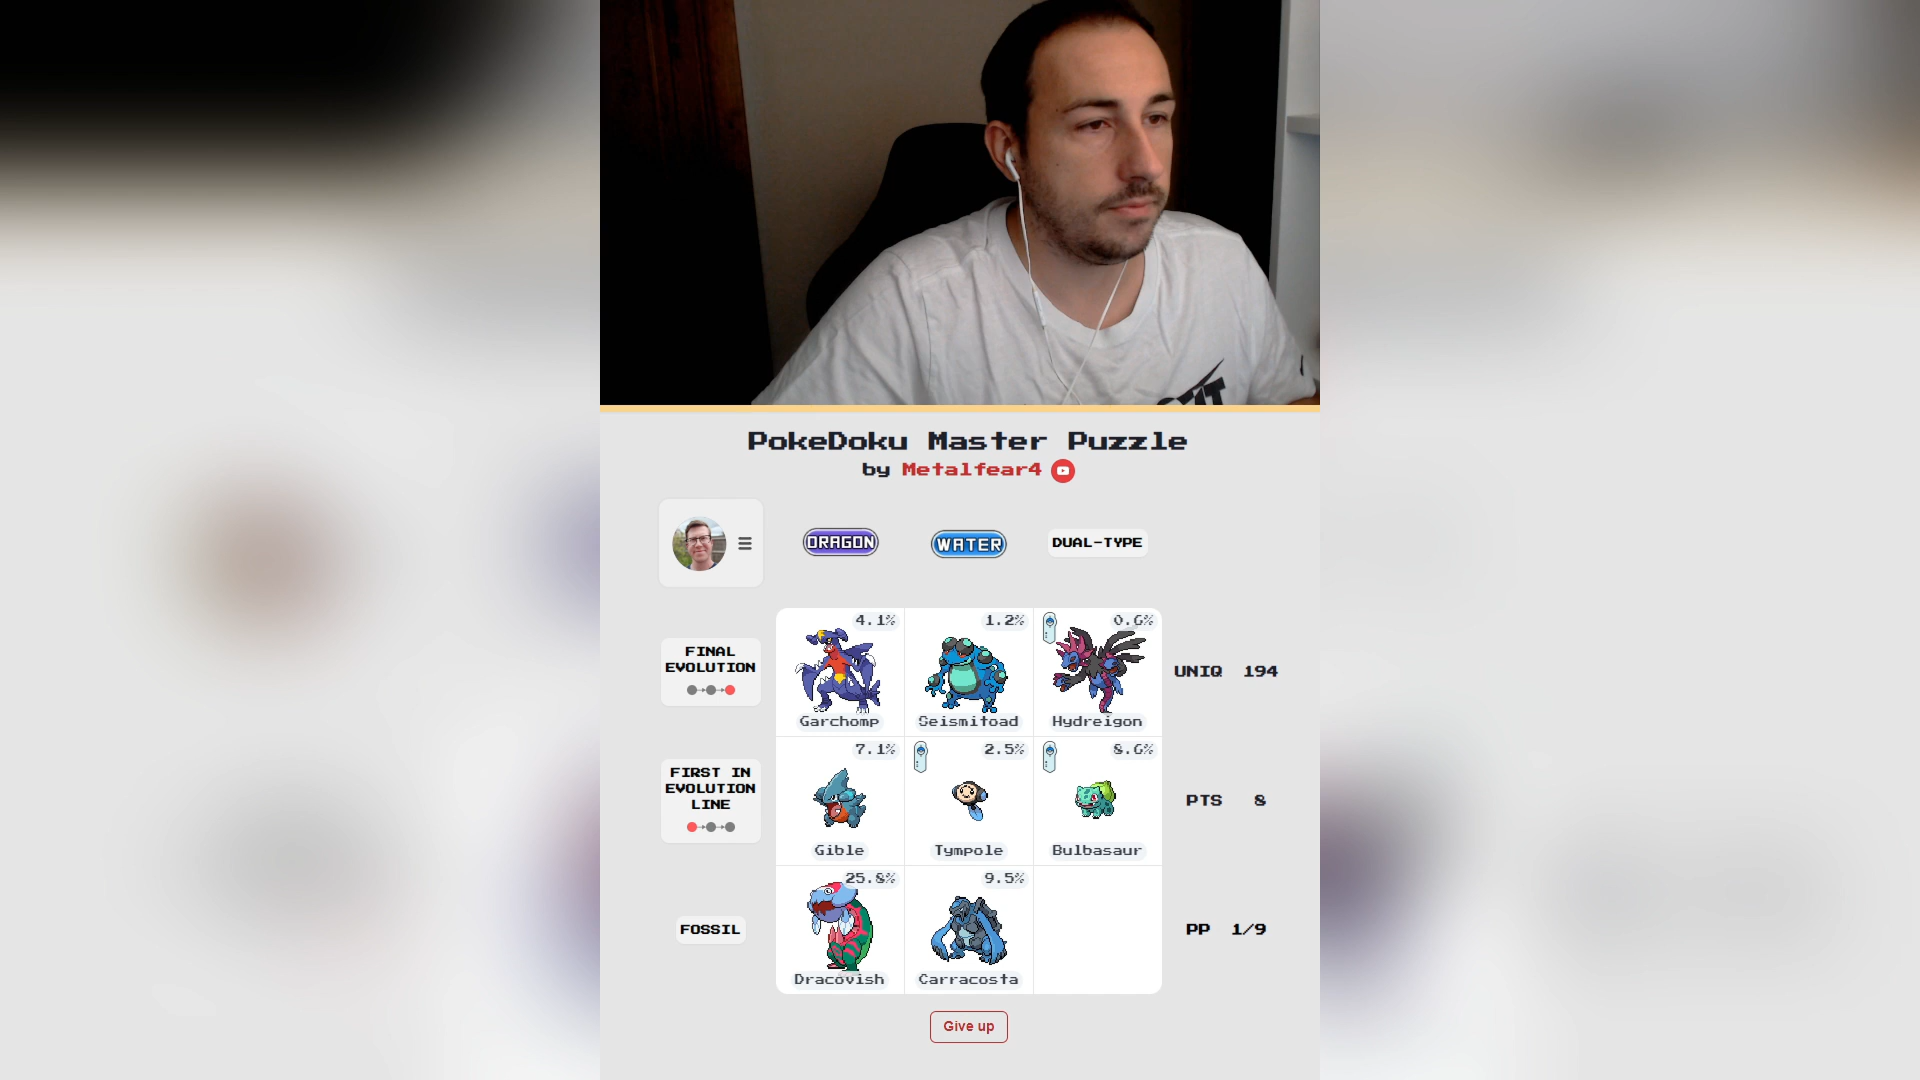 PokeDoku Master Puzzle
by Metalfear4
DRAGON
WATER
DUAL-TYPE
FINAL
EVOLUTION
4.1%
Garchomp
1.2%
Seismitoad
0.6%
Hydreigon
UNIQ 194
FIRST IN
EVOLUTION
LINE
7.1%
Gible
2.5%
Tympole
8.6%
Bulbasaur
PTS 8
FOSSIL
25.8%
Dracovish
9.5%
Carracosta
PP 1/9
Give up